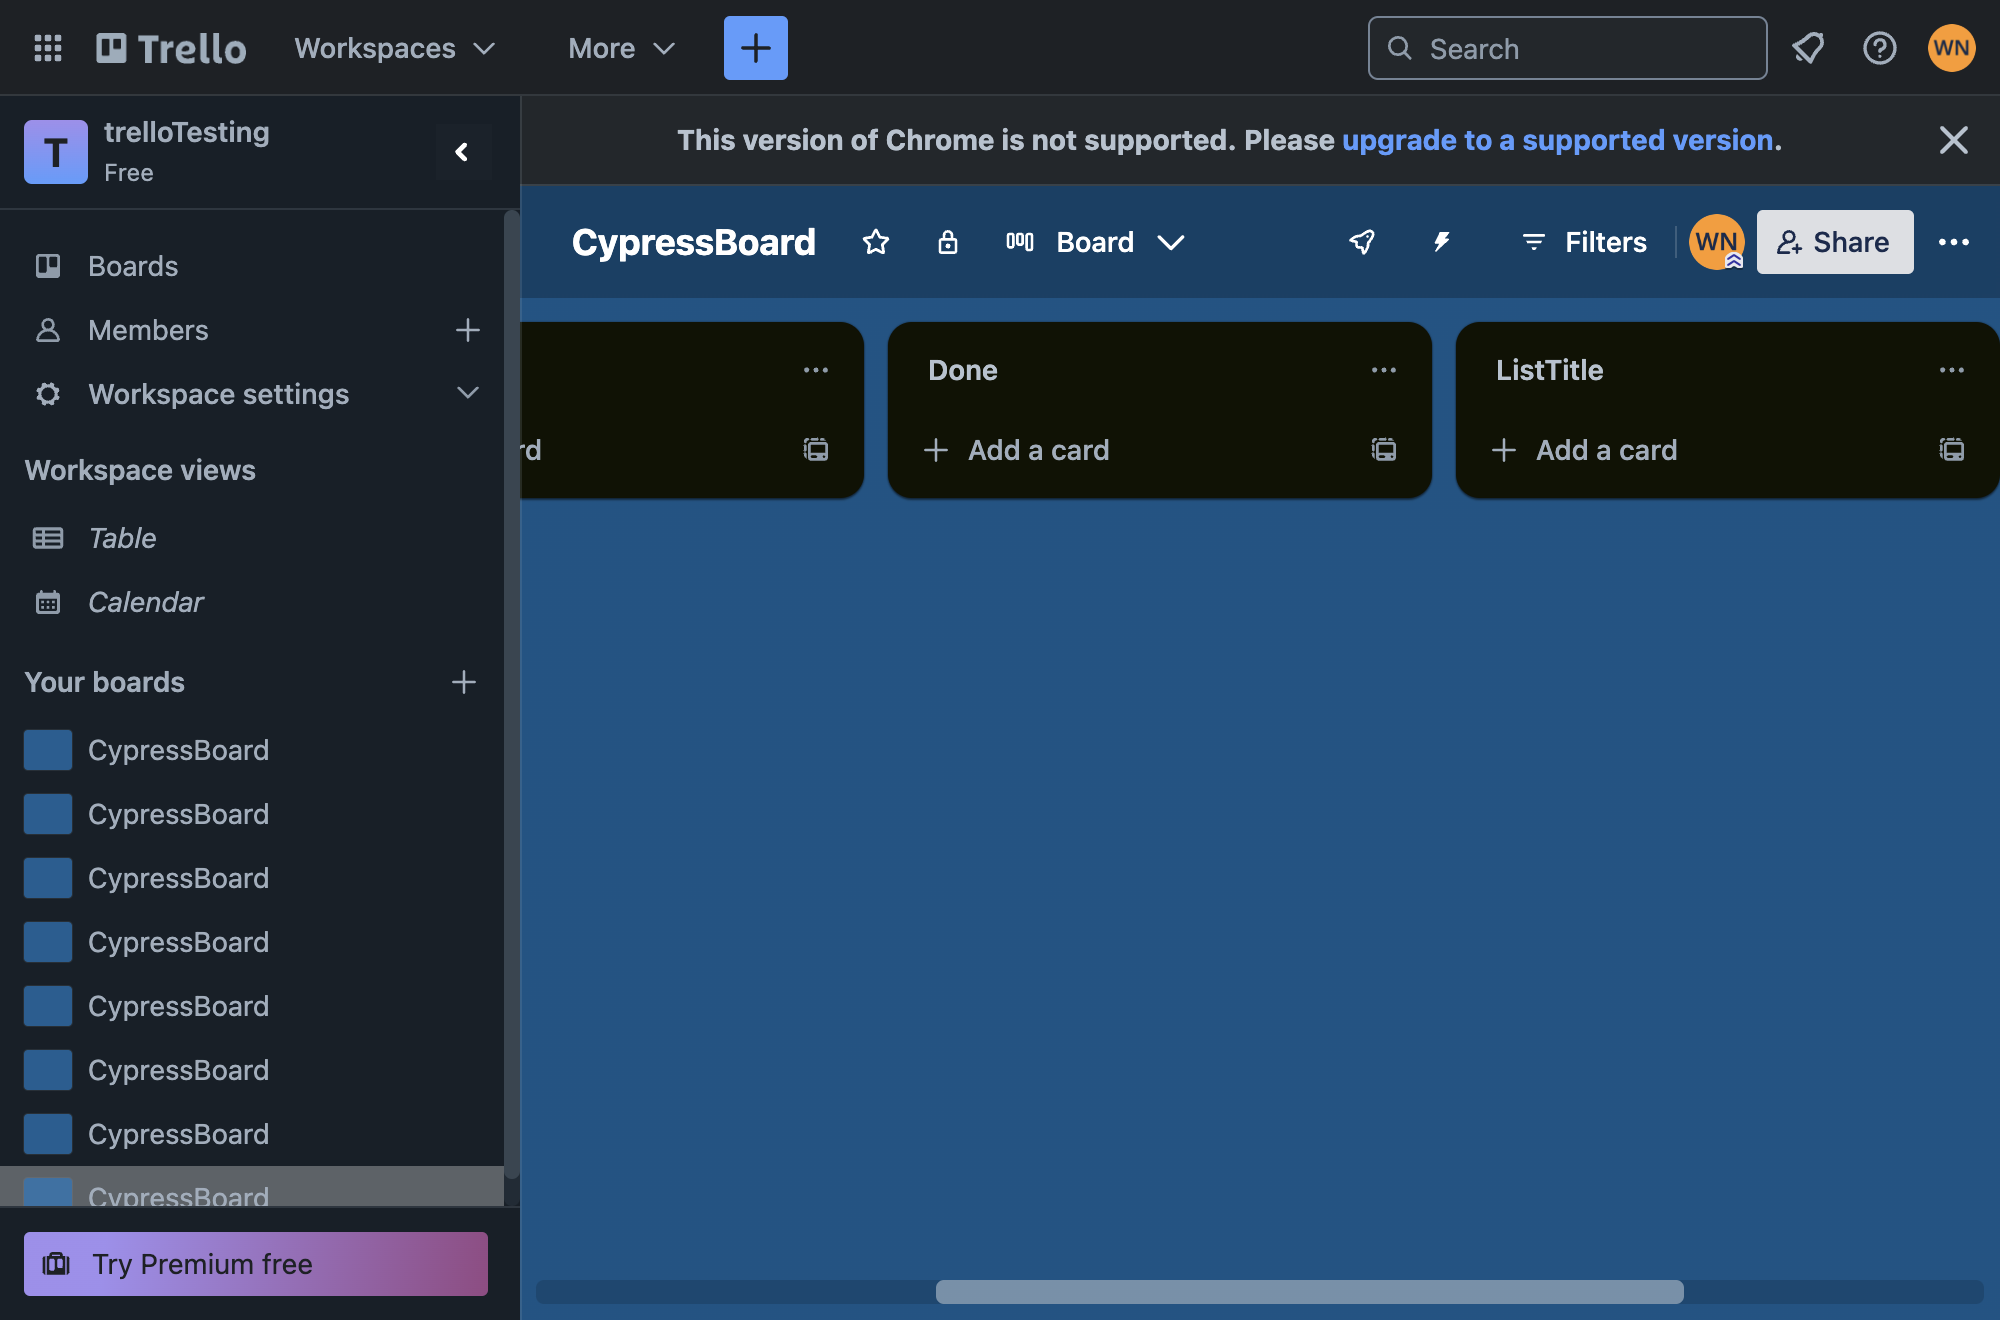 Trello
Workspaces
More
Search
WN
T
trelloTesting
Free
This version of Chrome is not supported. Please upgrade to a supported version.
CypressBoard
Board
Filters
WN
Share
Boards
Members
Workspace settings
Workspace views
Table
Calendar
Your boards
CypressBoard
CypressBoard
CypressBoard
CypressBoard
CypressBoard
CypressBoard
CypressBoard
CypressBoard
Try Premium free
rd
Done
Add a card
ListTitle
Add a card